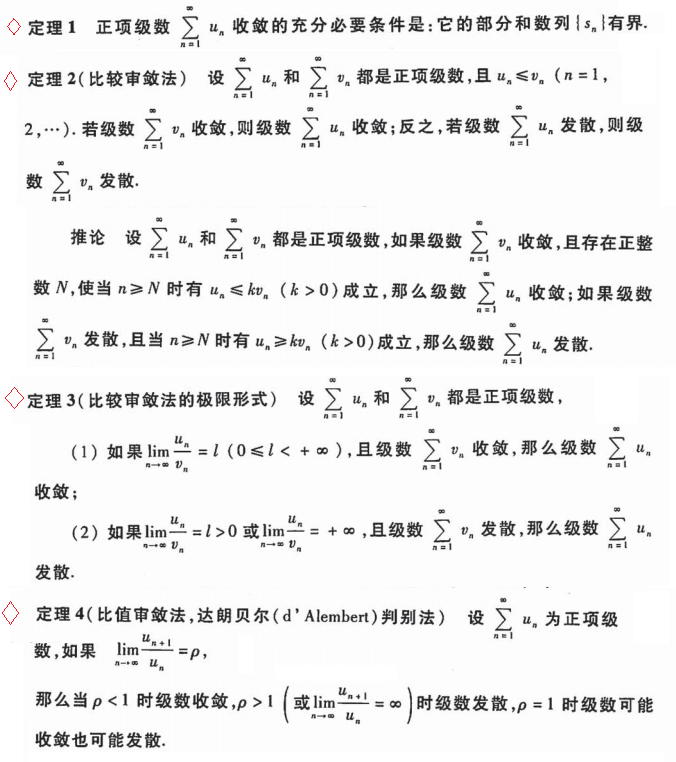 定理1 正项级数 $\sum_{n=1}^{\infty} u_n$ 收敛的充分必要条件是:它的部分和数列{$s_n$}有界.
定理2(比较审敛法) 设 $\sum_{n=1}^{\infty} u_n$ 和 $\sum_{n=1}^{\infty} v_n$ 都是正项级数,且 $u_n \leq v_n$ (n=1,
2,…). 若级数 $\sum_{n=1}^{\infty} v_n$ 收敛,则级数 $\sum_{n=1}^{\infty} u_n$ 收敛;反之,若级数 $\sum_{n=1}^{\infty} u_n$ 发散,则级
数 $\sum_{n=1}^{\infty} v_n$ 发散.
推论 设 $\sum_{n=1}^{\infty} u_n$ 和 $\sum_{n=1}^{\infty} v_n$ 都是正项级数,如果级数 $\sum_{n=1}^{\infty} v_n$ 收敛,且存在正整
数 N,使当 $n \geq N$ 时有 $u_n \leq kv_n$ (k>0)成立,那么级数 $\sum_{n=1}^{\infty} u_n$ 收敛;如果级数
$\sum_{n=1}^{\infty} v_n$ 发散,且当 $n \geq N$ 时有 $u_n \geq kv_n$ (k>0)成立,那么级数 $\sum_{n=1}^{\infty} u_n$ 发散.
定理3(比较审敛法的极限形式) 设 $\sum_{n=1}^{\infty} u_n$ 和 $\sum_{n=1}^{\infty} v_n$ 都是正项级数,
(1) 如果 $\lim_{n \to \infty} \frac{u_n}{v_n} = l$ ($0 \leq l < +\infty$),且级数 $\sum_{n=1}^{\infty} v_n$ 收敛,那么级数 $\sum_{n=1}^{\infty} u_n$
收敛;
(2) 如果 $\lim_{n \to \infty} \frac{u_n}{v_n} = l > 0$ 或 $\lim_{n \to \infty} \frac{u_n}{v_n} = +\infty$,且级数 $\sum_{n=1}^{\infty} v_n$ 发散,那么级数 $\sum_{n=1}^{\infty} u_n$
发散.
定理4(比值审敛法,达朗贝尔(d'Alembert)判别法) 设 $\sum_{n=1}^{\infty} u_n$ 为正项级
数,如果 $\lim_{n \to \infty} \frac{u_{n+1}}{u_n} = \rho$,
那么当 $\rho < 1$ 时级数收敛,$\rho > 1$ (或 $\lim_{n \to \infty} \frac{u_{n+1}}{u_n} = \infty$)时级数发散,$\rho = 1$ 时级数可能
收敛也可能发散.